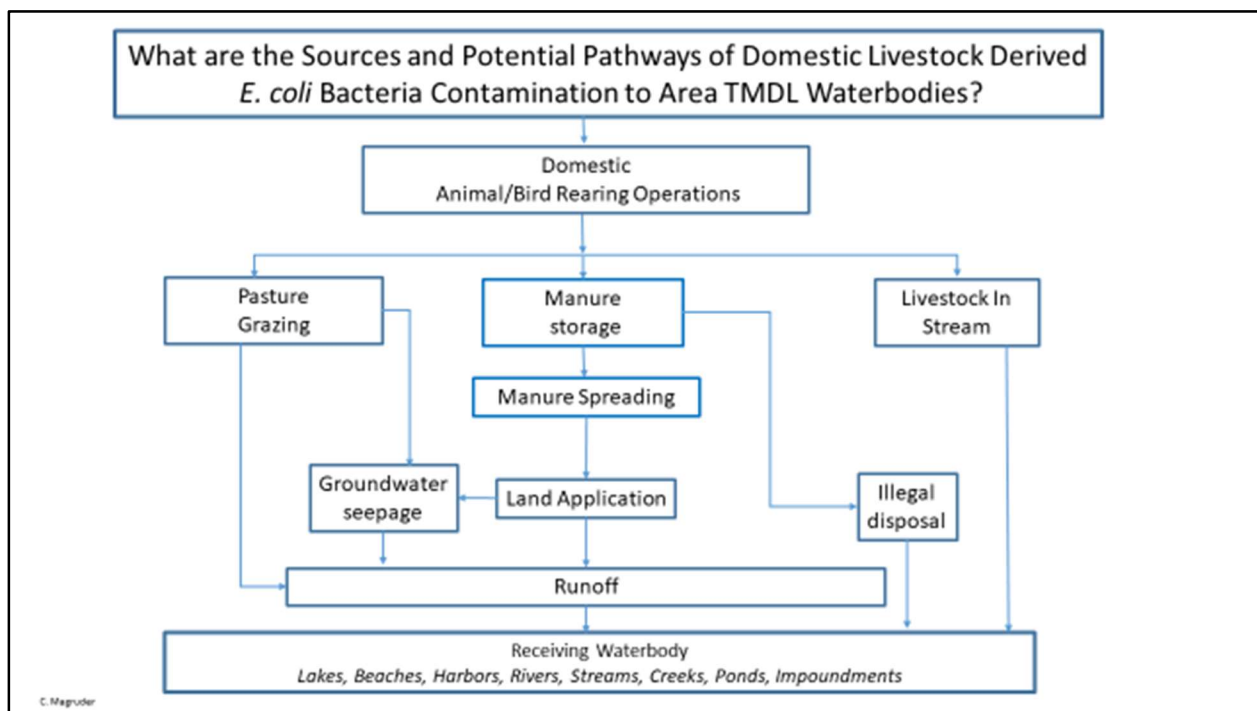 What are the Sources and Potential Pathways of Domestic Livestock Derived
E. coli Bacteria Contamination to Area TMDL Waterbodies?
Domestic
Animal/Bird Rearing Operations
Pasture
Grazing
Manure
storage
Livestock In
Stream
Manure Spreading
Groundwater
seepage
Land Application
Illegal
disposal
Runoff
Receiving Waterbody
Lakes, Beaches, Harbors, Rivers, Streams, Creeks, Ponds, Impoundments
C. Magruder